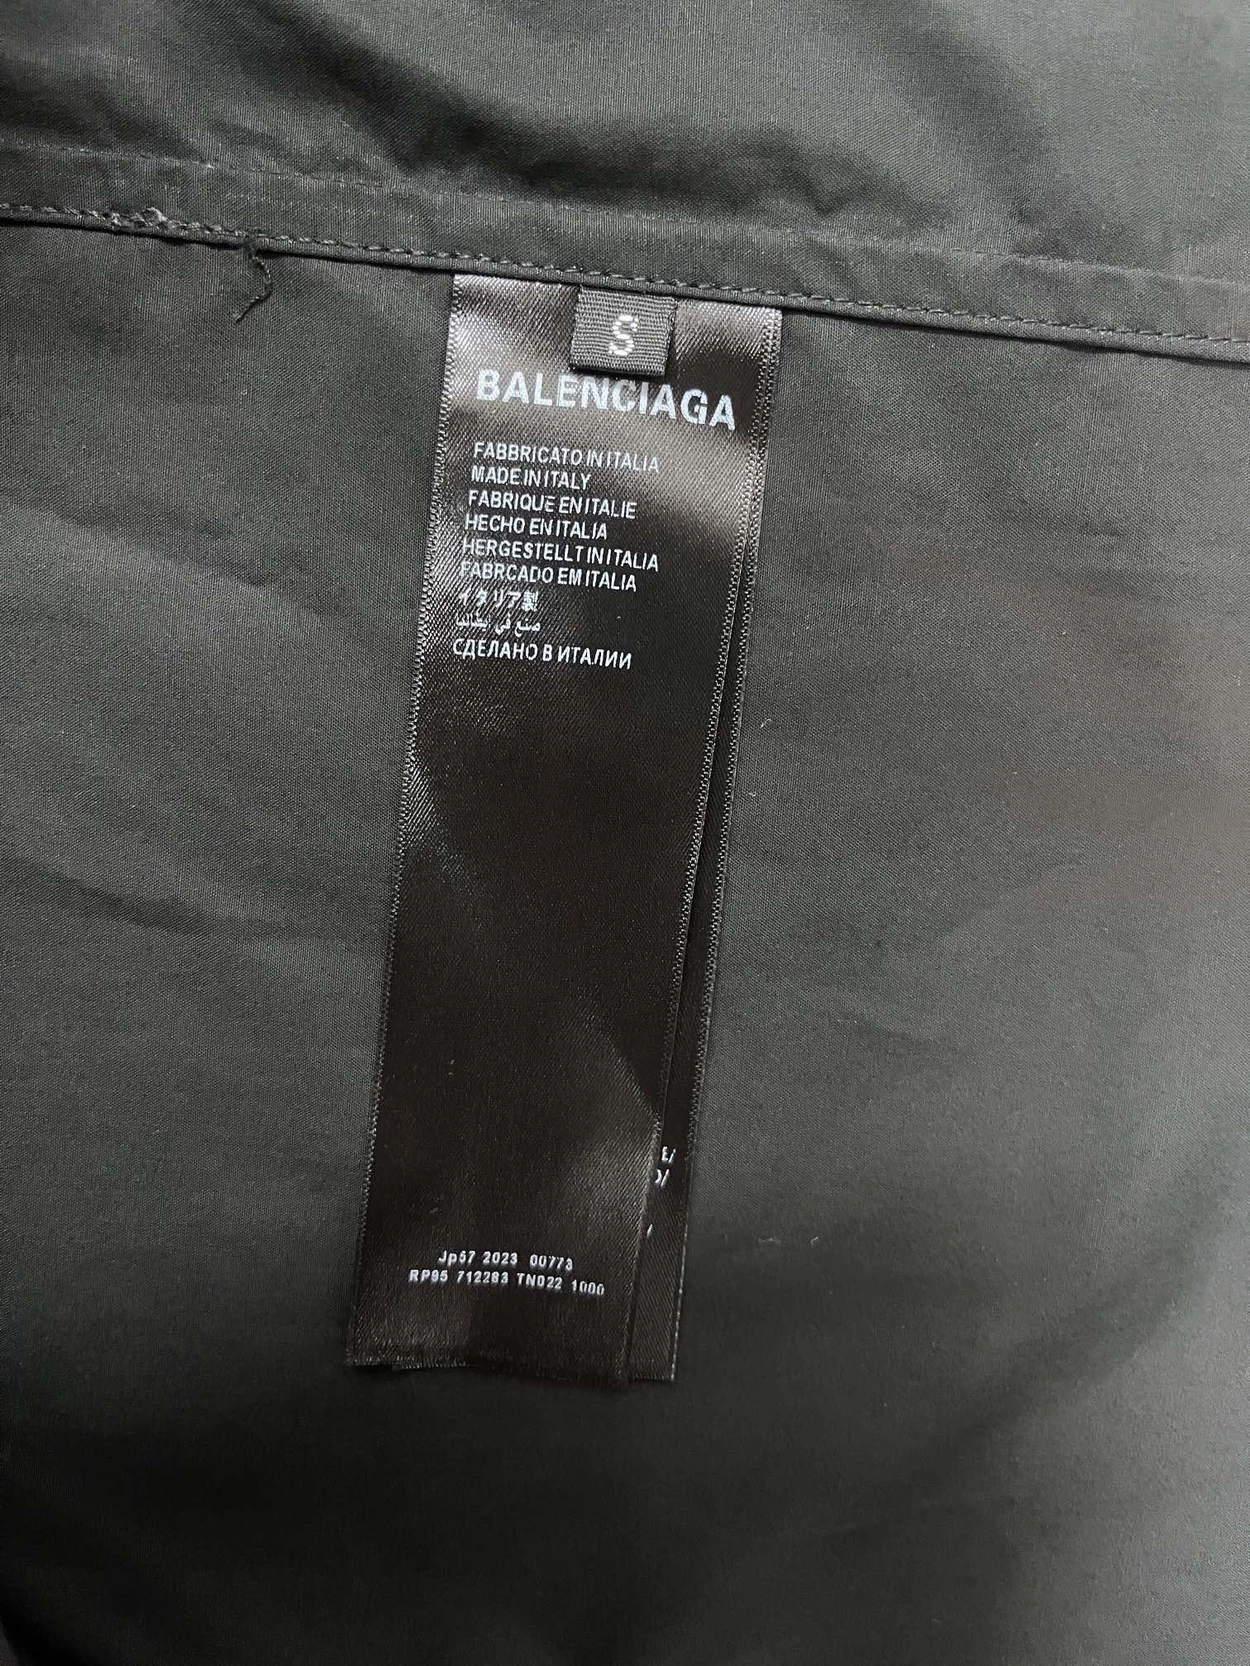 S
BALENCIAGA
FABBRICATO IN ITALIA
MADE IN ITALY
FABRIQUE EN ITALIE
HECHO EN ITALIA
HERGESTELLT IN ITALIA
FABRCADO EM ITALIA
イタリア製
صنع في
СДЕЛАНО В ИТАЛИИ
E/
Jp57 2023 00773
RP95 712283 TN022 1000